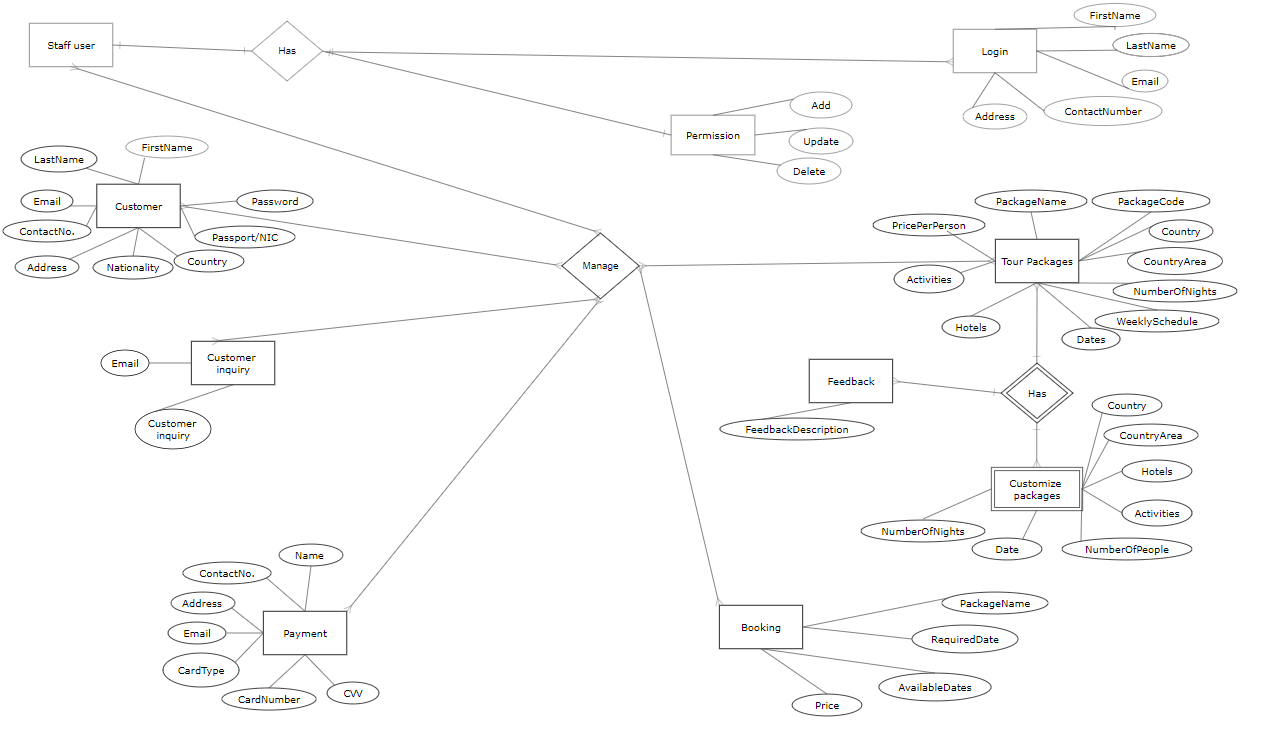 FirstName
Staff user
Has
Login
LastName
Email
ContactNumber
Address
Add
Permission
Update
Delete
FirstName
LastName
Email
Customer
Password
ContactNo.
Passport/NIC
Address
Nationality
Country
Manage
PackageName
PackageCode
PricePerPerson
Country
Tour Packages
CountryArea
Activities
NumberOfNights
Hotels
WeeklySchedule
Dates
Customer
inquiry
Email
Customer
inquiry
Feedback
Has
FeedbackDescription
Country
CountryArea
Customize
packages
Hotels
Activities
NumberOfNights
Date
NumberOfPeople
Name
ContactNo.
Address
Email
Payment
CardType
CardNumber
CVV
Booking
PackageName
RequiredDate
AvailableDates
Price